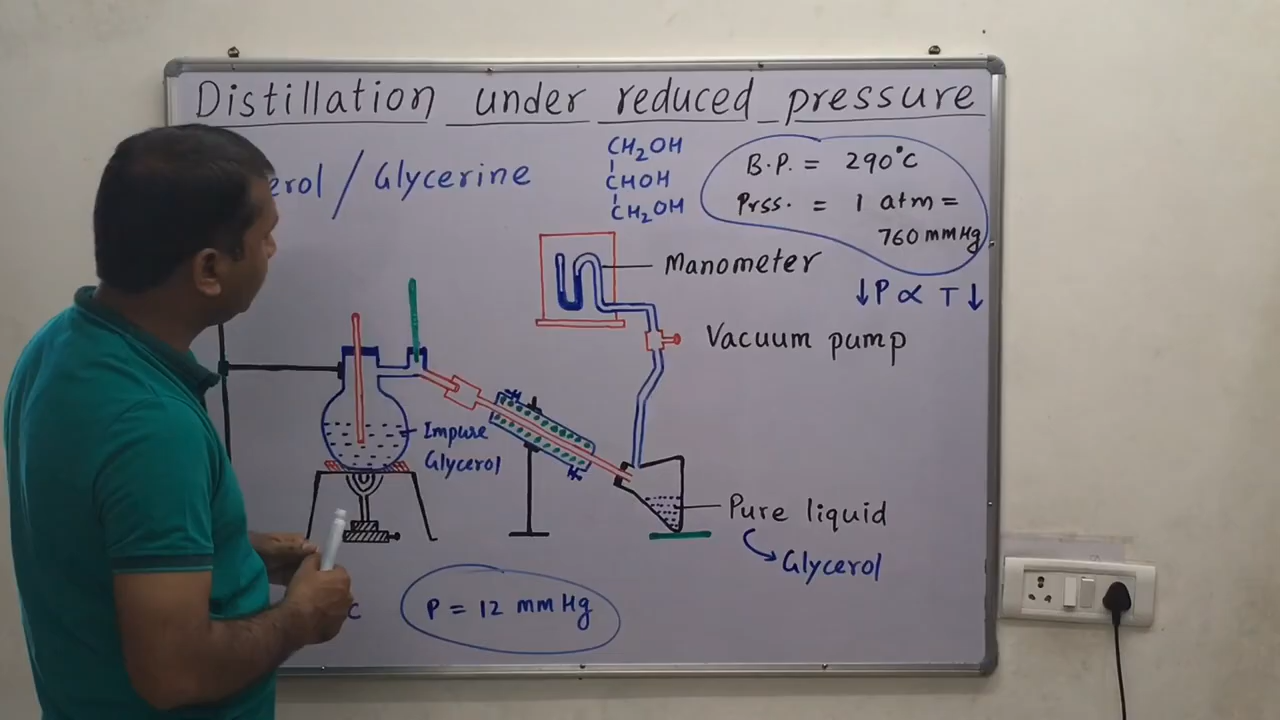 Distillation under reduced pressure
erol / Glycerine
CH₂OH
CHOH
CH₂OH
B.P. = 290°C
Prss. = 1 atm =
760 mmHg
↓P ∝ T↓
Manometer
Vacuum pump
Impure
Glycerol
Pure liquid
Glycerol
C
P = 12 mmHg